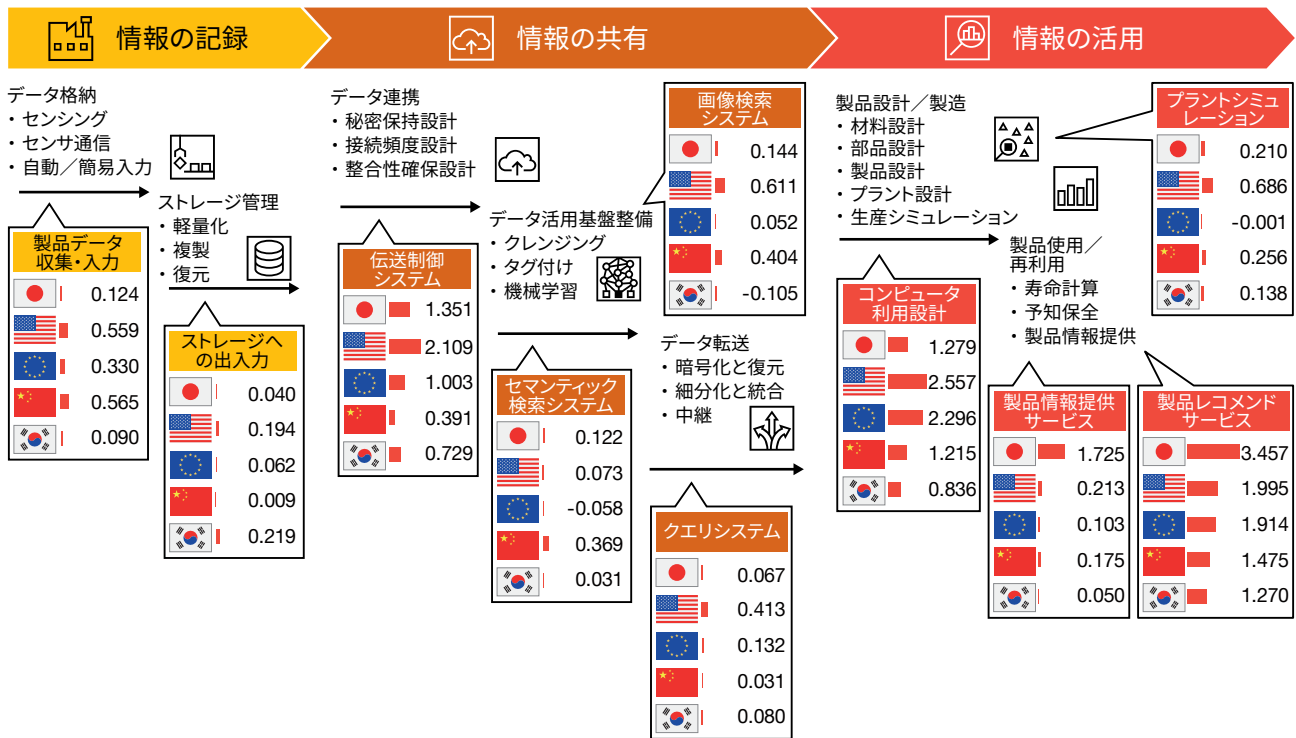 情報の記録
情報の共有
情報の活用
データ格納
・センシング
・センサ通信
・自動／簡易入力
製品データ
収集・入力
0.124
0.559
0.330
0.565
0.090
ストレージ管理
・軽量化
・複製
・復元
ストレージへ
の出入力
0.040
0.194
0.062
0.009
0.219
データ連携
・秘密保持設計
・接続頻度設計
・整合性確保設計
伝送制御
システム
1.351
2.109
1.003
0.391
0.729
データ活用基盤整備
・クレンジング
・タグ付け
・機械学習
画像検索
システム
0.144
0.611
0.052
0.404
-0.105
セマンティック
検索システム
0.122
0.073
-0.058
0.369
0.031
データ転送
・暗号化と復元
・細分化と統合
・中継
クエリシステム
0.067
0.413
0.132
0.031
0.080
製品設計／製造
・材料設計
・部品設計
・製品設計
・プラント設計
・生産シミュレーション
プラントシミュ
レーション
0.210
0.686
-0.001
0.256
0.138
コンピュータ
利用設計
1.279
2.557
2.296
1.215
0.836
製品使用／
再利用
・寿命計算
・予知保全
・製品情報提供
製品情報提供
サービス
1.725
0.213
0.103
0.175
0.050
製品レコメンド
サービス
3.457
1.995
1.914
1.475
1.270